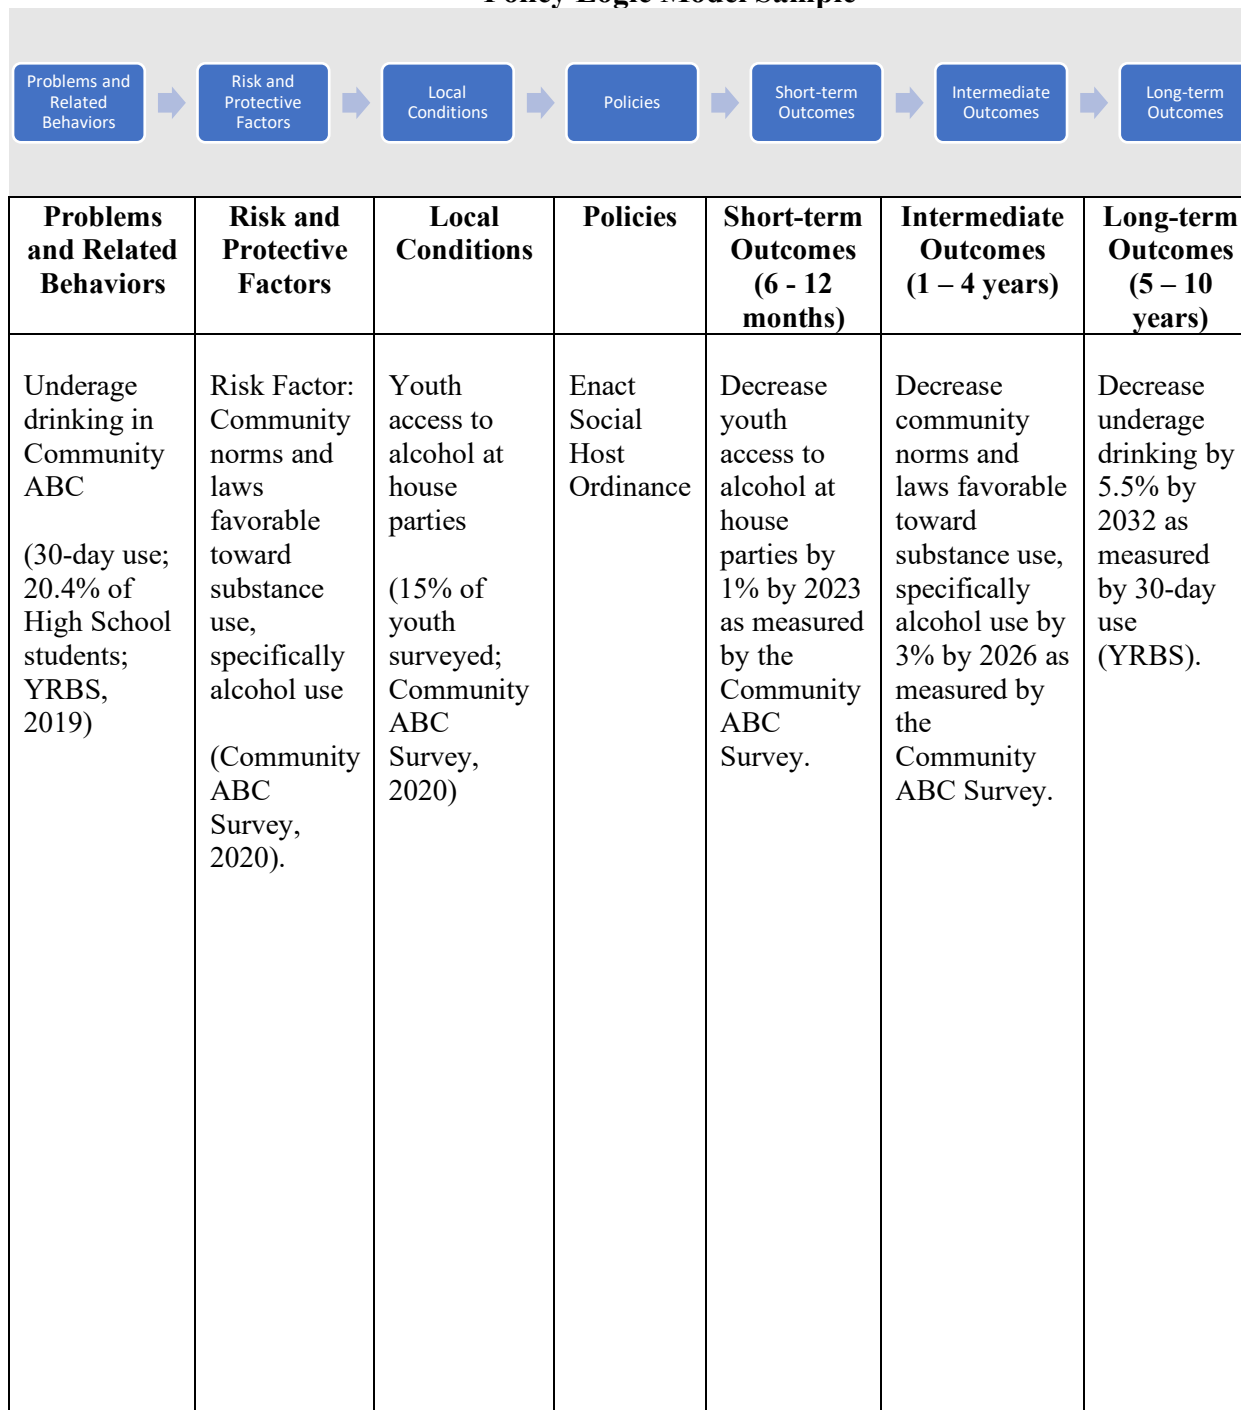 Policy Logic Model Sample
Problems and
Related
Behaviors
Risk and
Protective
Factors
Local
Conditions
Policies
Short-term
Outcomes
Intermediate
Outcomes
Long-term
Outcomes
Problems
and Related
Behaviors
Risk and
Protective
Factors
Local
Conditions
Policies
Short-term
Outcomes
(6 - 12
months)
Intermediate
Outcomes
(1 – 4 years)
Long-term
Outcomes
(5 – 10
years)
Underage
drinking in
Community
ABC
(30-day use;
20.4% of
High School
students;
YRBS,
2019)
Risk Factor:
Community
norms and
laws
favorable
toward
substance
use,
specifically
alcohol use
(Community
ABC
Survey,
2020).
Youth
access to
alcohol at
house
parties
(15% of
youth
surveyed;
Community
ABC
Survey,
2020)
Enact
Social
Host
Ordinance
Decrease
youth
access to
alcohol at
house
parties by
1% by 2023
as measured
by the
Community
ABC
Survey.
Decrease
community
norms and
laws favorable
toward
substance use,
specifically
alcohol use by
3% by 2026 as
measured by
the
Community
ABC Survey.
Decrease
underage
drinking by
5.5% by
2032 as
measured
by 30-day
use
(YRBS).